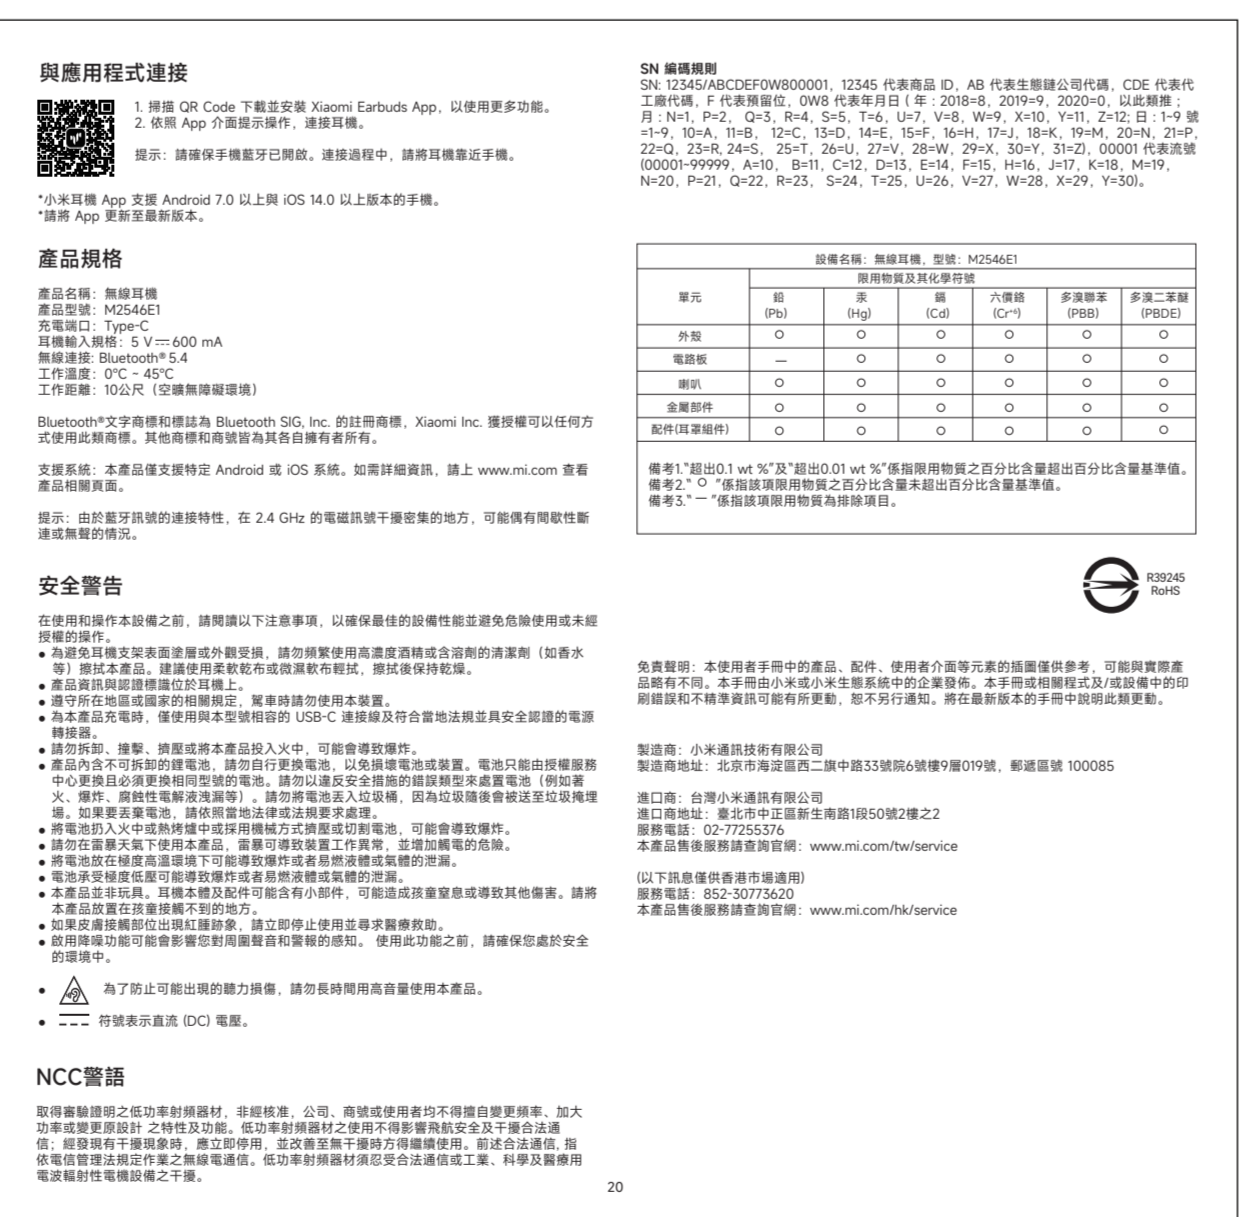 與應用程式連接
1. 掃描 QR Code 下載並安裝 Xiaomi Earbuds App，以使用更多功能。
2. 依照 App 介面提示操作，連接耳機。
提示：請確保手機藍牙已開啟。連接過程中，請將耳機靠近手機。
*小米耳機 App 支援 Android 7.0 以上與 iOS 14.0 以上版本的手機。
*請將 App 更新至最新版本。
產品規格
產品名稱：無線耳機
產品型號：M2546E1
充電端口：Type-C
耳機輸入規格：5 V⎓600 mA
無線連接: Bluetooth® 5.4
工作溫度：0°C ~ 45°C
工作距離：10公尺（空曠無障礙環境）
Bluetooth®文字商標和標誌為 Bluetooth SIG, Inc. 的註冊商標，Xiaomi Inc. 獲授權可以任何方
式使用此類商標。其他商標和商號皆為其各自擁有者所有。
支援系統：本產品僅支援特定 Android 或 iOS 系統。如需詳細資訊，請上 www.mi.com 查看
產品相關頁面。
提示：由於藍牙訊號的連接特性，在 2.4 GHz 的電磁訊號干擾密集的地方，可能偶有間歇性斷
連或無聲的情況。
安全警告
在使用和操作本設備之前，請閱讀以下注意事項，以確保最佳的設備性能並避免危險使用或未經
授權的操作。
● 為避免耳機支架表面塗層或外觀受損，請勿頻繁使用高濃度酒精或含溶劑的清潔劑（如香水
等）擦拭本產品。建議使用柔軟乾布或微濕軟布輕拭，擦拭後保持乾燥。
● 產品資訊與認證標識位於耳機上。
● 遵守所在地區或國家的相關規定，駕車時請勿使用本裝置。
● 為本產品充電時，僅使用與本型號相容的 USB-C 連接線及符合當地法規並具安全認證的電源
轉接器。
● 請勿拆卸、撞擊、擠壓或將本產品投入火中，可能會導致爆炸。
● 產品內含不可拆卸的鋰電池，請勿自行更換電池，以免損壞電池或裝置。電池只能由授權服務
中心更換且必須更換相同型號的電池。請勿以違反安全措施的錯誤類型來處置電池（例如著
火、爆炸、腐蝕性電解液洩漏等）。請勿將電池丟入垃圾桶，因為垃圾隨後會被送至垃圾掩埋
場。如果要丟棄電池，請依照當地法律或法規要求處理。
● 將電池扔入火中或熱烤爐中或採用機械方式擠壓或切割電池，可能會導致爆炸。
● 請勿在雷暴天氣下使用本產品，雷暴可導致裝置工作異常，並增加觸電的危險。
● 將電池放在極度高溫環境下可能導致爆炸或者易燃液體或氣體的泄漏。
● 電池承受極度低壓可能導致爆炸或者易燃液體或氣體的泄漏。
● 本產品並非玩具。耳機本體及配件可能含有小部件，可能造成孩童窒息或導致其他傷害。請將
本產品放置在孩童接觸不到的地方。
● 如果皮膚接觸部位出現紅腫跡象，請立即停止使用並尋求醫療救助。
● 啟用降噪功能可能會影響您對周圍聲音和警報的感知。 使用此功能之前，請確保您處於安全
的環境中。
● 為了防止可能出現的聽力損傷，請勿長時間用高音量使用本產品。
● ⎓ 符號表示直流 (DC) 電壓。
NCC警語
取得審驗證明之低功率射頻器材，非經核准，公司、商號或使用者均不得擅自變更頻率、加大
功率或變更原設計 之特性及功能。低功率射頻器材之使用不得影響飛航安全及干擾合法通
信；經發現有干擾現象時，應立即停用，並改善至無干擾時方得繼續使用。前述合法通信, 指
依電信管理法規定作業之無線電通信。低功率射頻器材須忍受合法通信或工業、科學及醫療用
電波輻射性電機設備之干擾。
SN 編碼規則
SN: 12345/ABCDEF0W800001，12345 代表商品 ID，AB 代表生態鏈公司代碼，CDE 代表代
工廠代碼，F 代表預留位，0W8 代表年月日 ( 年：2018=8，2019=9，2020=0，以此類推；
月：N=1，P=2， Q=3，R=4，S=5，T=6，U=7，V=8，W=9，X=10，Y=11，Z=12; 日：1~9 號
=1~9，10=A，11=B， 12=C，13=D，14=E，15=F，16=H，17=J，18=K，19=M，20=N，21=P，
22=Q，23=R，24=S， 25=T，26=U，27=V，28=W，29=X，30=Y，31=Z)，00001 代表流號
(00001~99999，A=10， B=11，C=12，D=13，E=14，F=15，H=16，J=17，K=18，M=19，
N=20，P=21，Q=22，R=23， S=24，T=25，U=26，V=27，W=28，X=29，Y=30)。
設備名稱：無線耳機，型號：M2546E1
單元 限用物質及其化學符號
鉛 汞 鎘 六價鉻 多溴聯苯 多溴二苯醚
(Pb) (Hg) (Cd) (Cr⁺⁶) (PBB) (PBDE)
外殼 ○ ○ ○ ○ ○ ○
電路板 — ○ ○ ○ ○ ○
喇叭 ○ ○ ○ ○ ○ ○
金屬部件 ○ ○ ○ ○ ○ ○
配件(耳罩組件) ○ ○ ○ ○ ○ ○
備考1.‟超出0.1 wt %″及‟超出0.01 wt %″係指限用物質之百分比含量超出百分比含量基準值。
備考2.‟ ○ ″係指該項限用物質之百分比含量未超出百分比含量基準值。
備考3.‟ — ″係指該項限用物質為排除項目。
R39245
RoHS
免責聲明：本使用者手冊中的產品、配件、使用者介面等元素的插圖僅供參考，可能與實際產
品略有不同。本手冊由小米或小米生態系統中的企業發佈。本手冊或相關程式及/或設備中的印
刷錯誤和不精準資訊可能有所更動，恕不另行通知。將在最新版本的手冊中說明此類更動。
製造商：小米通訊技術有限公司
製造商地址：北京市海淀區西二旗中路33號院6號樓9層019號，郵遞區號 100085
進口商：台灣小米通訊有限公司
進口商地址：臺北市中正區新生南路1段50號2樓之2
服務電話：02-77255376
本產品售後服務請查詢官網：www.mi.com/tw/service
(以下訊息僅供香港市場適用)
服務電話：852-30773620
本產品售後服務請查詢官網：www.mi.com/hk/service
20